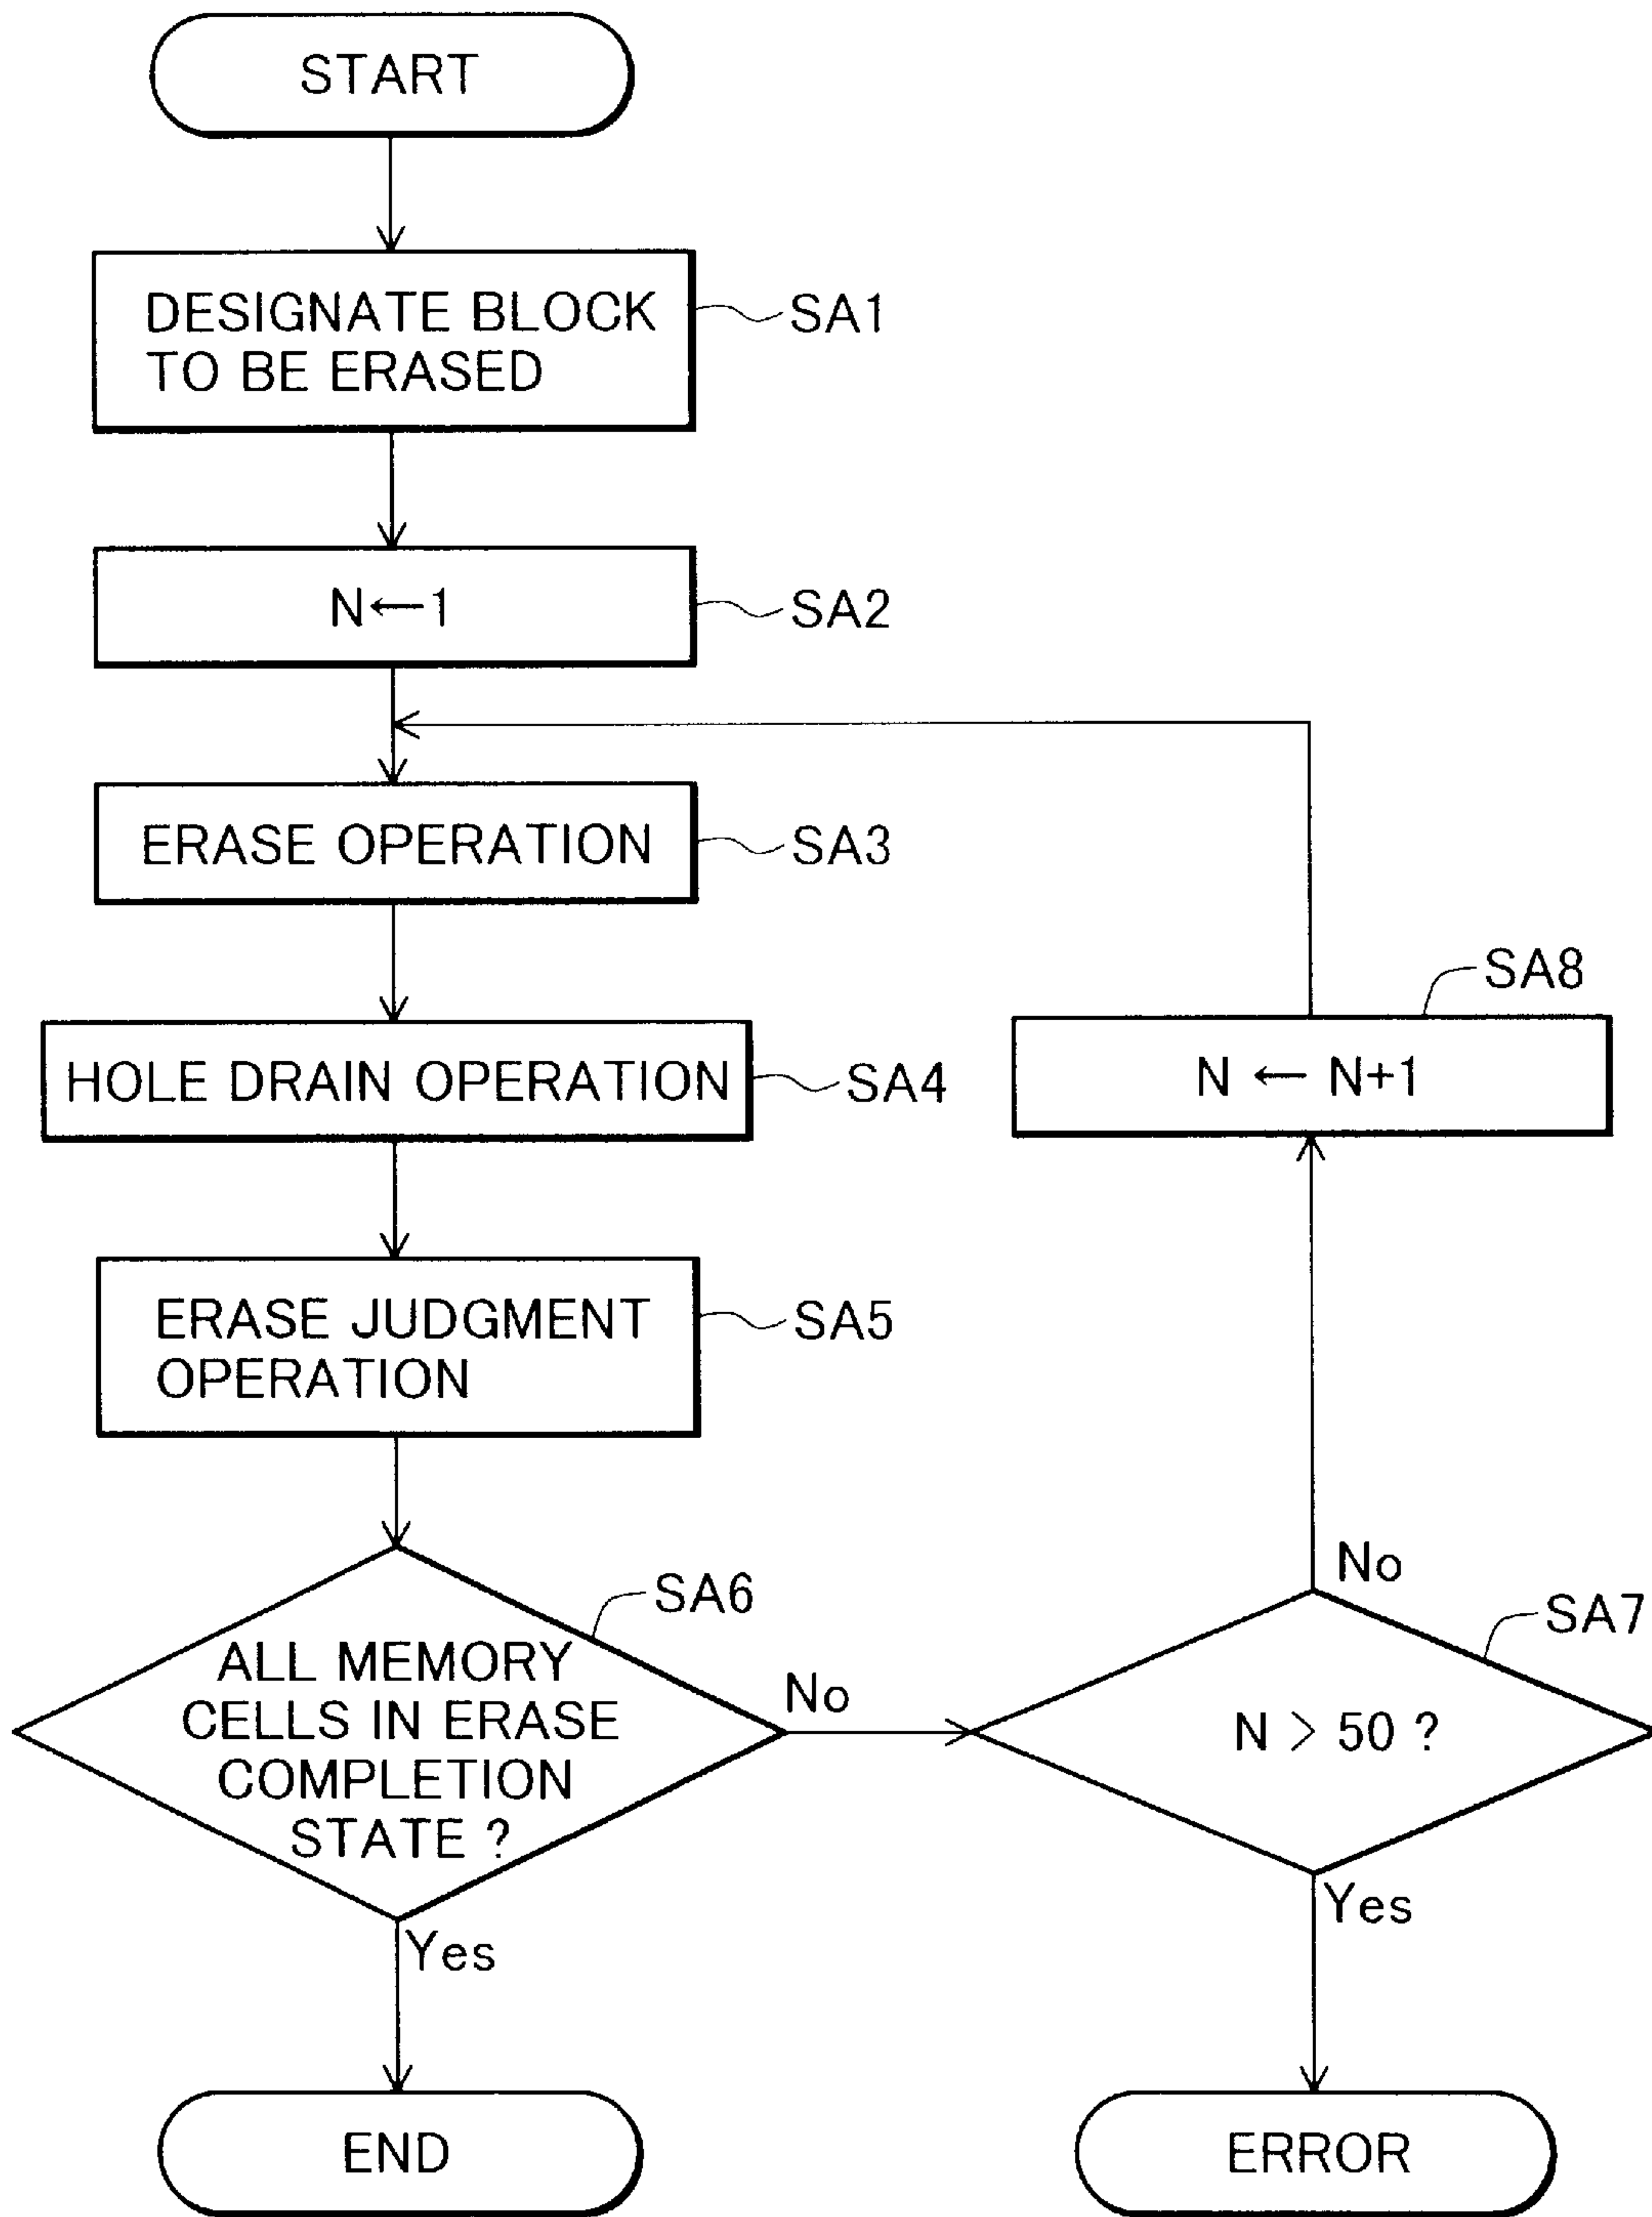 START
DESIGNATE BLOCK
TO BE ERASED
SA1
N←1
SA2
ERASE OPERATION
SA3
HOLE DRAIN OPERATION
SA4
SA8
N ← N+1
ERASE JUDGMENT
OPERATION
SA5
SA6
ALL MEMORY
CELLS IN ERASE
COMPLETION
STATE ?
No
Yes
No
SA7
N > 50 ?
Yes
END
ERROR